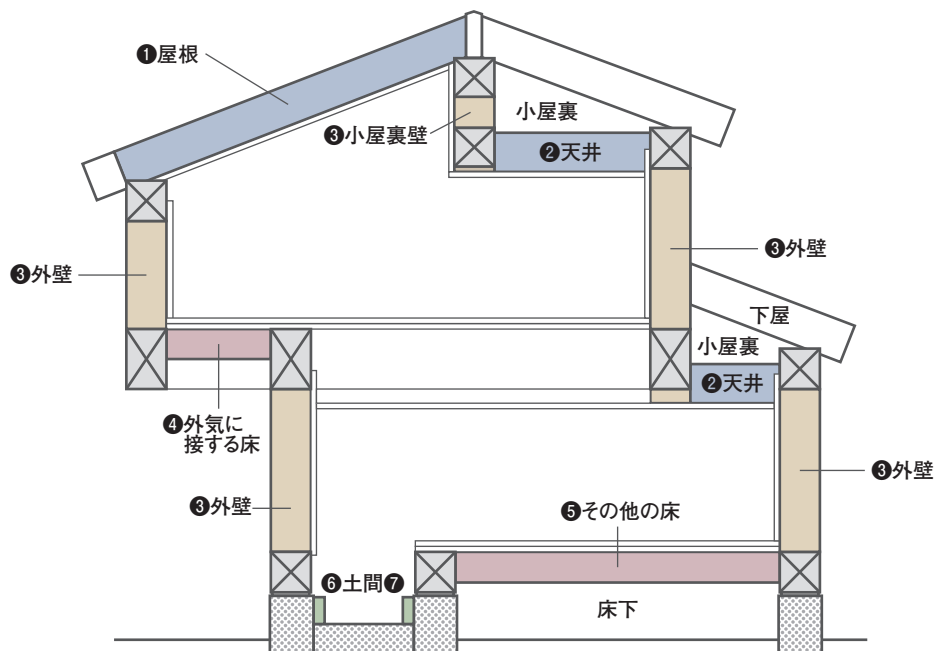 ❶屋根
小屋裏
❸小屋裏壁
❷天井
❸外壁
❸外壁
下屋
小屋裏
❷天井
❹外気に
接する床
❸外壁
❸外壁
❺その他の床
❻土間❼
床下